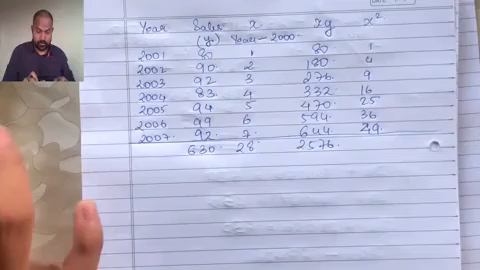 Year Sales x xy x²
(y) Year-2000
2001 80 1 80 1
2002 90 2 180 4
2003 92 3 276 9
2004 83 4 332 16
2005 94 5 470 25
2006 99 6 594 36
2007 92 7 644 49
630 28 2576